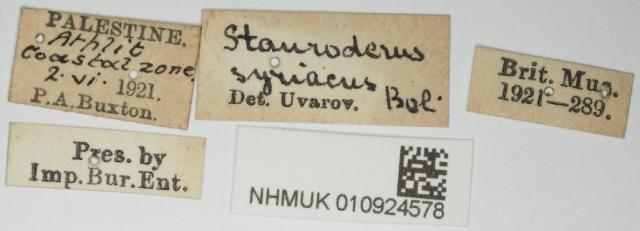 PALESTINE.
Athlit
Coastal zone,
2. vi. 1921.
P.A. Buxton.
Stauroderus
syriacus Bol.
Det. Uvarov.
Brit. Mus.
1921—289.
Pres. by
Imp. Bur. Ent.
NHMUK 010924578